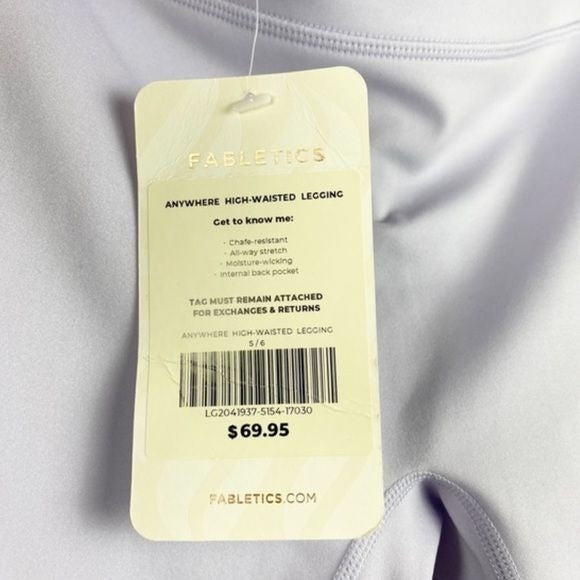 FABLETICS
ANYWHERE HIGH-WAISTED LEGGING
Get to know me:
· Chafe-resistant
· All-way stretch
· Moisture-wicking
· Internal back pocket
TAG MUST REMAIN ATTACHED
FOR EXCHANGES & RETURNS
ANYWHERE HIGH-WAISTED LEGGING
S / 6
LG2041937-5154-17030
$69.95
FABLETICS.COM